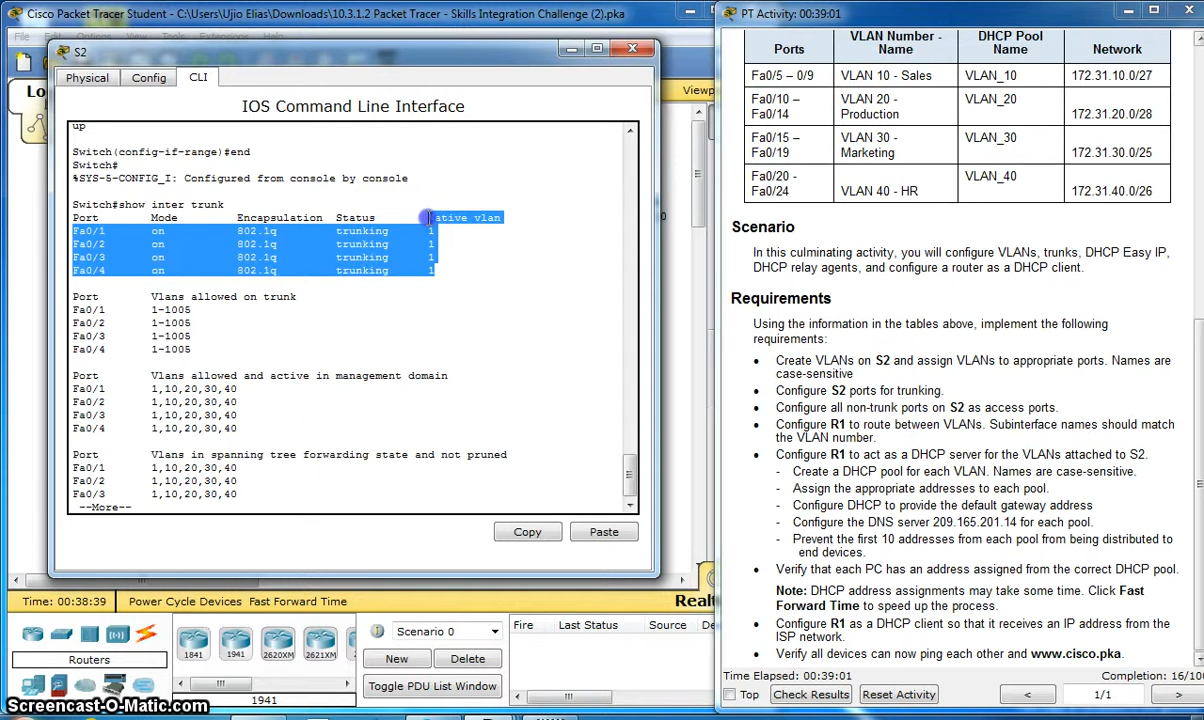 Cisco Packet Tracer Student - C:\Users\Ujio Elias\Downloads\10.3.1.2 Packet Tracer - Skills Integration Challenge (2).pka
S2
Physical
Config
CLI
IOS Command Line Interface
up
Switch(config-if-range)#end
Switch#
%SYS-5-CONFIG_I: Configured from console by console
Switch#show inter trunk
Port Mode Encapsulation Status ative vlan
Fa0/1 on 802.1q trunking 1
Fa0/2 on 802.1q trunking 1
Fa0/3 on 802.1q trunking 1
Fa0/4 on 802.1q trunking 1
Port Vlans allowed on trunk
Fa0/1 1-1005
Fa0/2 1-1005
Fa0/3 1-1005
Fa0/4 1-1005
Port Vlans allowed and active in management domain
Fa0/1 1,10,20,30,40
Fa0/2 1,10,20,30,40
Fa0/3 1,10,20,30,40
Fa0/4 1,10,20,30,40
Port Vlans in spanning tree forwarding state and not pruned
Fa0/1 1,10,20,30,40
Fa0/2 1,10,20,30,40
Fa0/3 1,10,20,30,40
--More--
Copy
Paste
Lo
Viewp
Time: 00:38:39 Power Cycle Devices Fast Forward Time
Realt
Routers
1841
1941
2620XM
2621XM
2
1941
Scenario 0
New
Delete
Toggle PDU List Window
Fire Last Status Source De
Screencast-O-Matic.com
PT Activity: 00:39:01
Ports VLAN Number - Name DHCP Pool Name Network
Fa0/5 – 0/9 VLAN 10 - Sales VLAN_10 172.31.10.0/27
Fa0/10 – Fa0/14 VLAN 20 - Production VLAN_20 172.31.20.0/28
Fa0/15 – Fa0/19 VLAN 30 - Marketing VLAN_30 172.31.30.0/25
Fa0/20 - Fa0/24 VLAN 40 - HR VLAN_40 172.31.40.0/26
Scenario
In this culminating activity, you will configure VLANs, trunks, DHCP Easy IP,
DHCP relay agents, and configure a router as a DHCP client.
Requirements
Using the information in the tables above, implement the following
requirements:
• Create VLANs on S2 and assign VLANs to appropriate ports. Names are
case-sensitive
• Configure S2 ports for trunking.
• Configure all non-trunk ports on S2 as access ports.
• Configure R1 to route between VLANs. Subinterface names should match
the VLAN number.
• Configure R1 to act as a DHCP server for the VLANs attached to S2.
- Create a DHCP pool for each VLAN. Names are case-sensitive.
- Assign the appropriate addresses to each pool.
- Configure DHCP to provide the default gateway address
- Configure the DNS server 209.165.201.14 for each pool.
- Prevent the first 10 addresses from each pool from being distributed to
end devices.
• Verify that each PC has an address assigned from the correct DHCP pool.
Note: DHCP address assignments may take some time. Click Fast
Forward Time to speed up the process.
• Configure R1 as a DHCP client so that it receives an IP address from the
ISP network.
• Verify all devices can now ping each other and www.cisco.pka.
Time Elapsed: 00:39:01 Completion: 16/100
Top
Check Results
Reset Activity
<
1/1
>